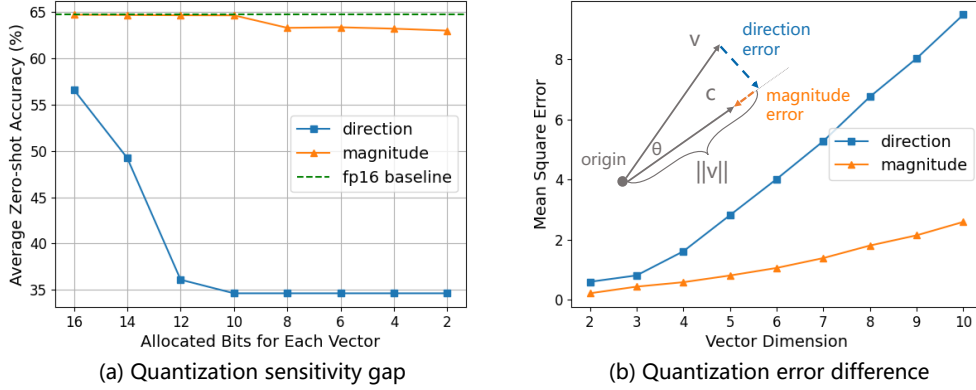 Average Zero-shot Accuracy (%)
65
60
55
50
45
40
35
direction
magnitude
fp16 baseline
16 14 12 10 8 6 4 2
Allocated Bits for Each Vector
(a) Quantization sensitivity gap
Mean Square Error
8
6
4
2
0
v
direction
error
c
magnitude
error
θ
origin
||v||
direction
magnitude
2 3 4 5 6 7 8 9 10
Vector Dimension
(b) Quantization error difference